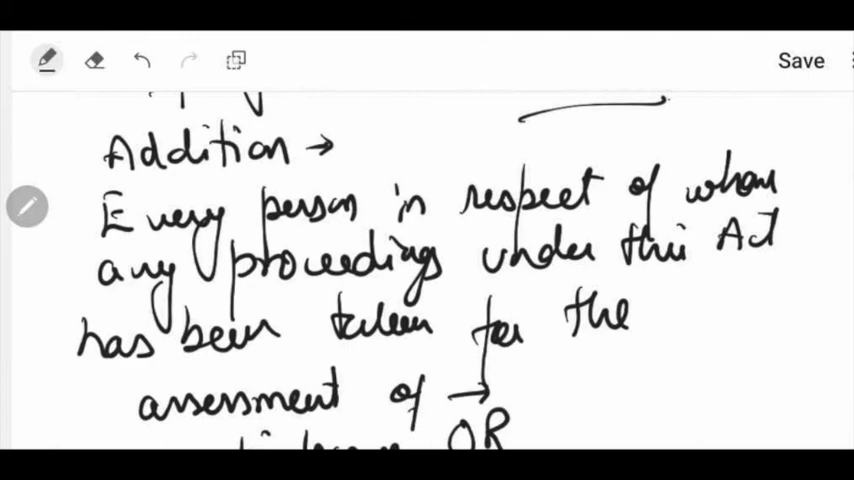 Save
Addition →
Every person in respect of whom
any proceedings under this Act
has been taken for the
assessment of →
OR